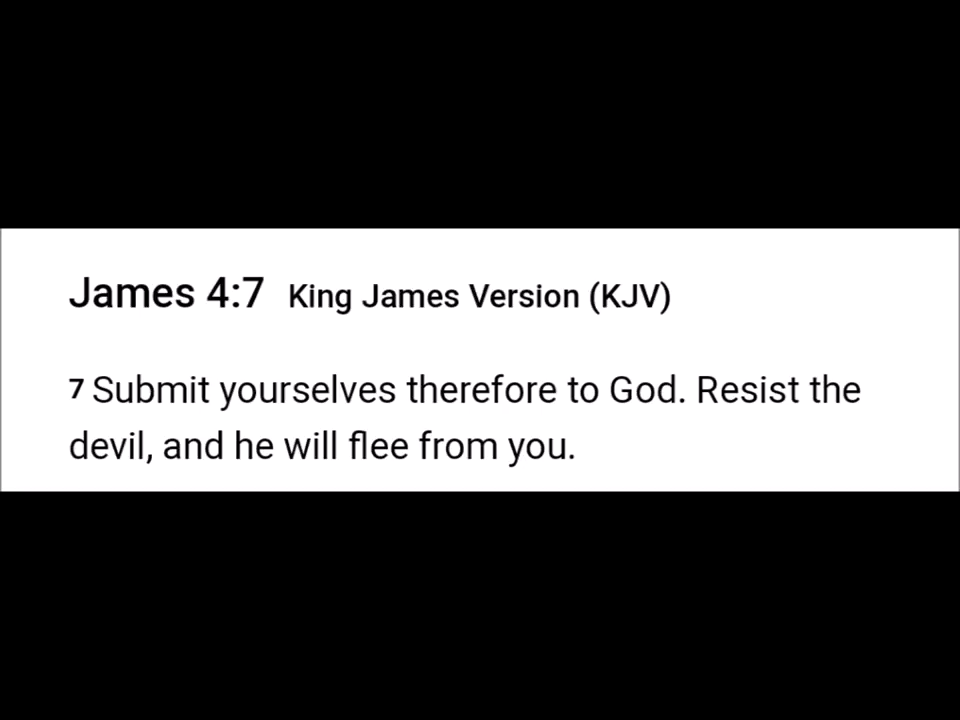 James 4:7 King James Version (KJV)
7 Submit yourselves therefore to God. Resist the
devil, and he will flee from you.